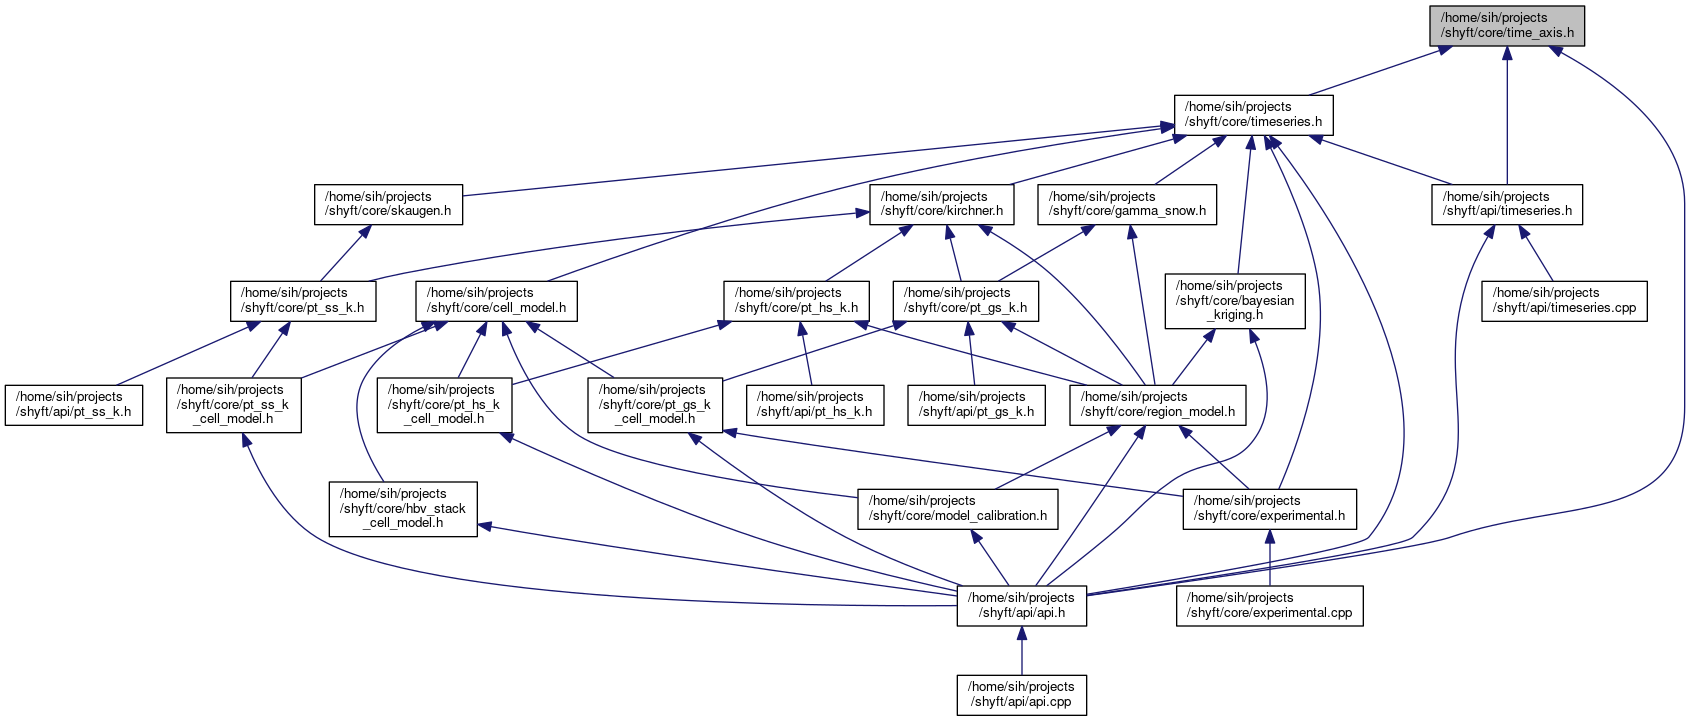 /home/sih/projects
/shyft/core/time_axis.h
/home/sih/projects
/shyft/core/timeseries.h
/home/sih/projects
/shyft/core/skaugen.h
/home/sih/projects
/shyft/core/kirchner.h
/home/sih/projects
/shyft/core/gamma_snow.h
/home/sih/projects
/shyft/api/timeseries.h
/home/sih/projects
/shyft/core/pt_ss_k.h
/home/sih/projects
/shyft/core/cell_model.h
/home/sih/projects
/shyft/core/pt_hs_k.h
/home/sih/projects
/shyft/core/pt_gs_k.h
/home/sih/projects
/shyft/core/bayesian
_kriging.h
/home/sih/projects
/shyft/api/timeseries.cpp
/home/sih/projects
/shyft/api/pt_ss_k.h
/home/sih/projects
/shyft/core/pt_ss_k
_cell_model.h
/home/sih/projects
/shyft/core/pt_hs_k
_cell_model.h
/home/sih/projects
/shyft/core/pt_gs_k
_cell_model.h
/home/sih/projects
/shyft/api/pt_hs_k.h
/home/sih/projects
/shyft/api/pt_gs_k.h
/home/sih/projects
/shyft/core/region_model.h
/home/sih/projects
/shyft/core/hbv_stack
_cell_model.h
/home/sih/projects
/shyft/core/model_calibration.h
/home/sih/projects
/shyft/core/experimental.h
/home/sih/projects
/shyft/api/api.h
/home/sih/projects
/shyft/core/experimental.cpp
/home/sih/projects
/shyft/api/api.cpp